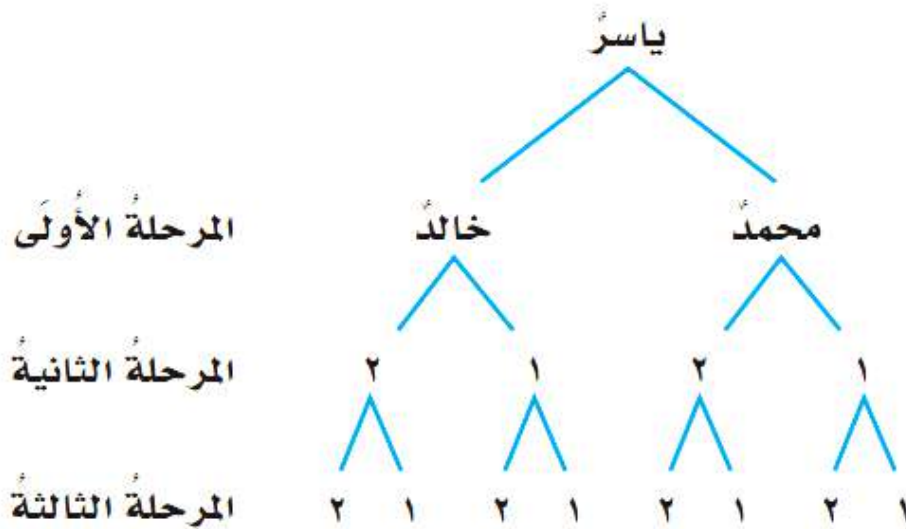 ياسرٌ
المرحلةُ الأُولَى محمدٌ خالدٌ
المرحلةُ الثانيةُ ١ ٢ ١ ٢
المرحلةُ الثالثةُ ١ ٢ ١ ٢ ١ ٢ ١ ٢